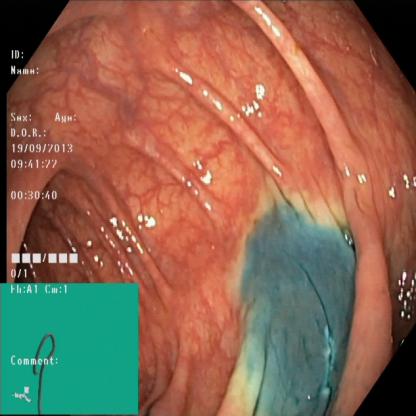 ID:
Name:
Sex: Age:
D.O.B.:
19/09/2013
09:41:22
00:30:40
■■■/■■■
0/1
Eh:A1 Cm:1
Comment: